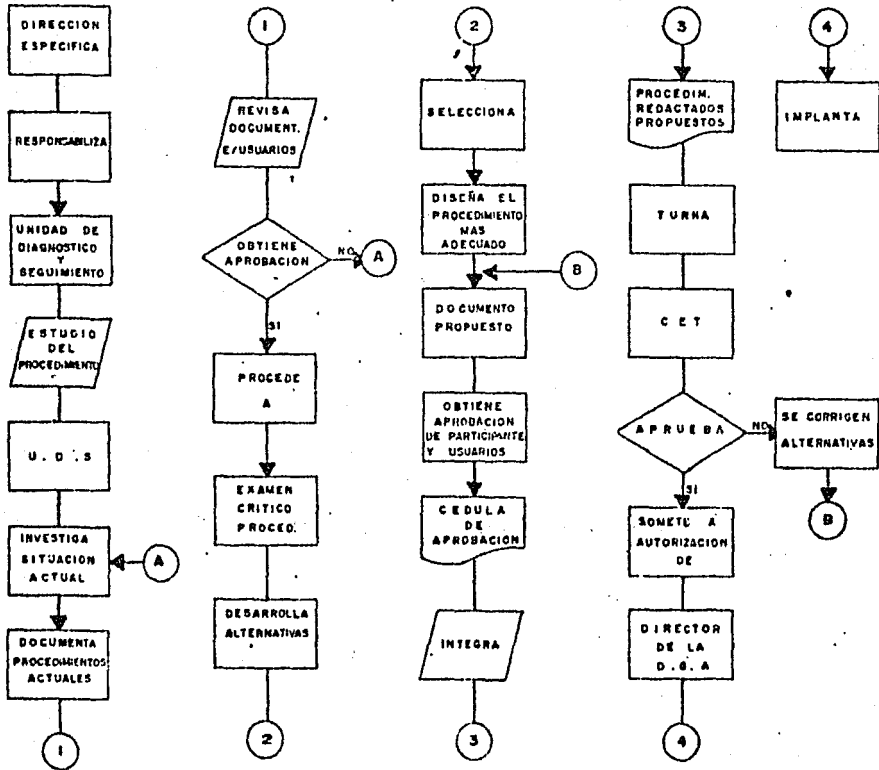 DIRECCION
ESPECIFICA
RESPONSABILIZA
UNIDAD DE
DIAGNOSTICO
Y
SEGUIMIENTO
ESTUDIO
DEL
PROCEDIMIENTO
U. D. S
INVESTIGA
SITUACION
ACTUAL
A
DOCUMENTA
PROCEDIMIENTOS
ACTUALES
1
1
REVISA
DOCUMENT.
E/USUARIOS
OBTIENE
APROBACION
NO
A
SI
PROCEDE
A
EXAMEN
CRITICO
PROCED.
DESARROLLA
ALTERNATIVAS
2
2
SELECCIONA
DISEÑA EL
PROCEDIMIENTO
MAS
ADECUADO
B
DOCUMENTO
PROPUESTO
OBTIENE
APROBACION
DE PARTICIPANTE
Y USUARIOS
CEDULA
DE
APROBACIÓN
INTEGRA
3
3
PROCEDIM.
REDACTADOS
PROPUESTOS
TURNA
C E T
APRUEBA
NO
SI
SOMETE A
AUTORIZACION
DE
DIRECTOR
DE LA
D.G.A
4
4
IMPLANTA
SE CORRIGEN
ALTERNATIVAS
B